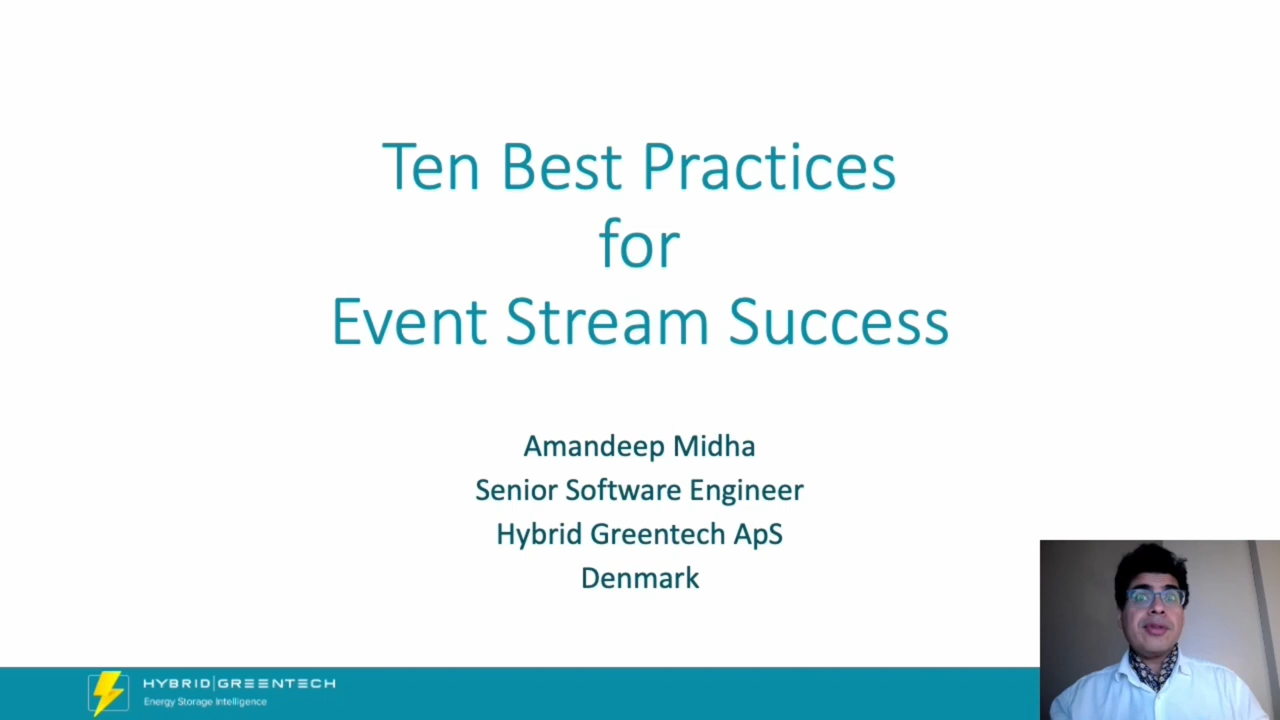 Ten Best Practices
for
Event Stream Success
Amandeep Midha
Senior Software Engineer
Hybrid Greentech ApS
Denmark
HYBRID|GREENTECH
Energy Storage Intelligence